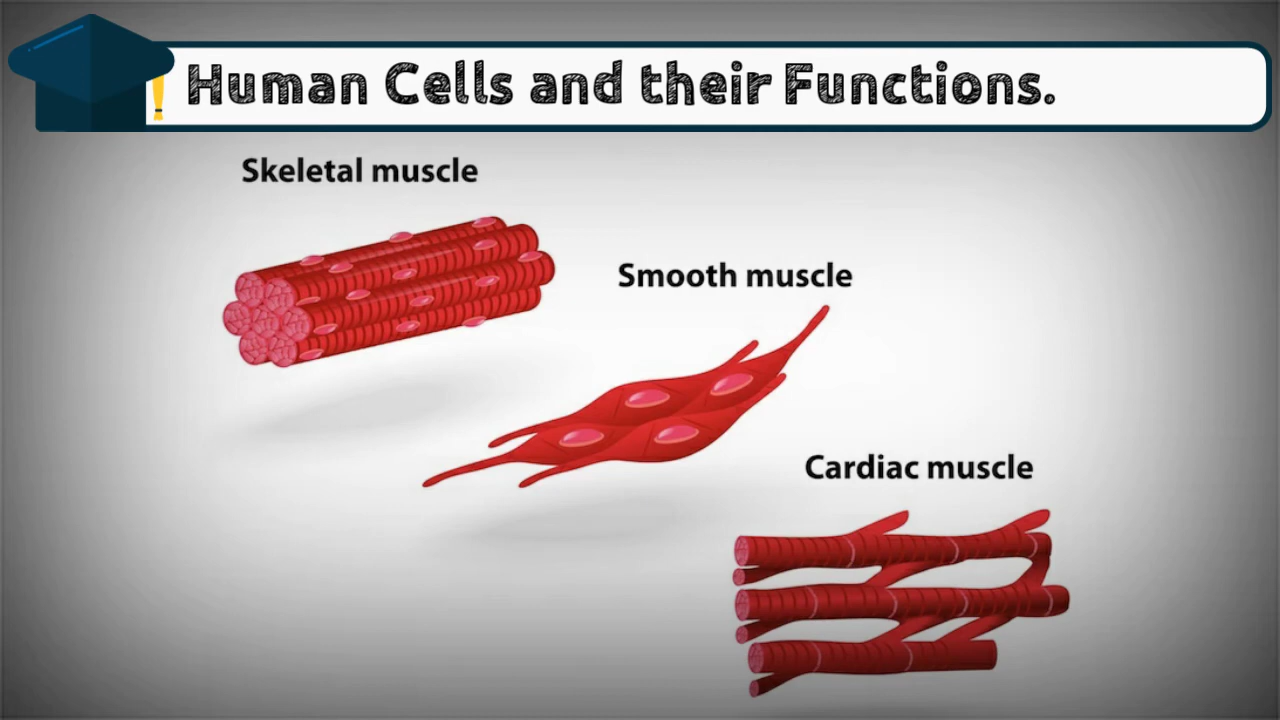 Human Cells and their Functions.
Skeletal muscle
Smooth muscle
Cardiac muscle